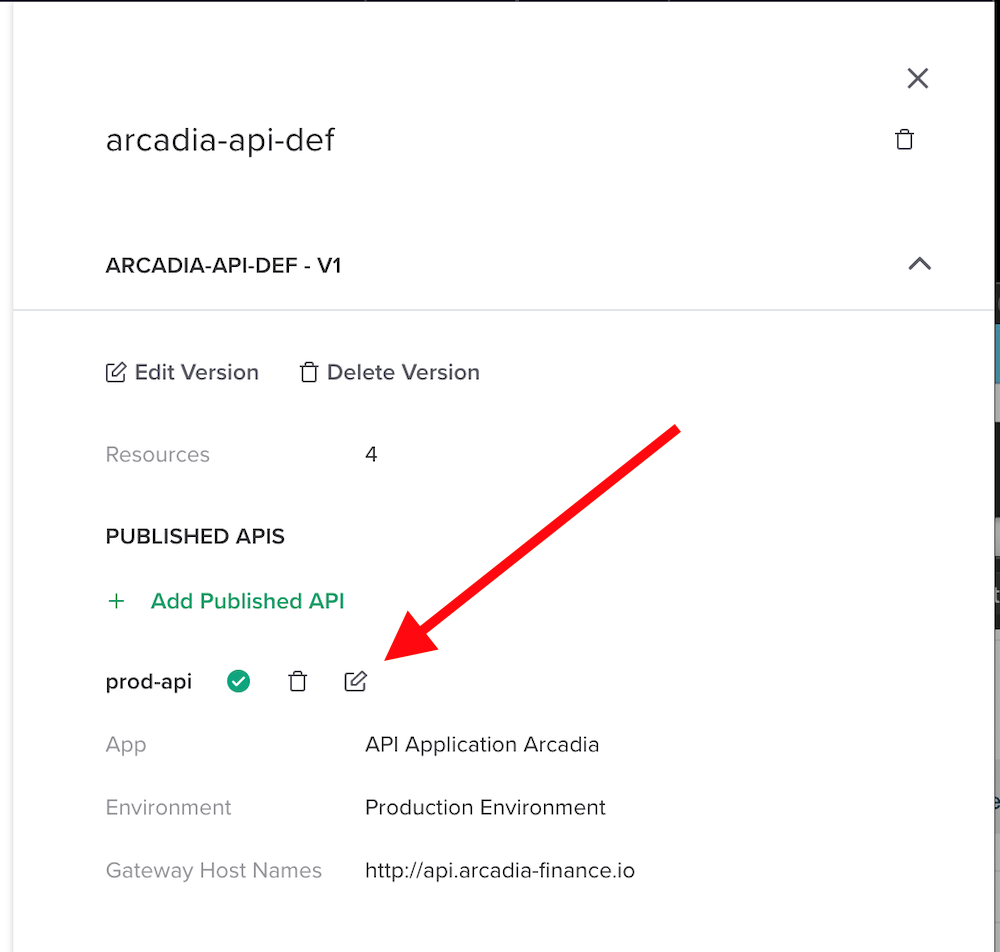 arcadia-api-def
ARCADIA-API-DEF - V1
Edit Version Delete Version
Resources 4
PUBLISHED APIS
+ Add Published API
prod-api
App API Application Arcadia
Environment Production Environment
Gateway Host Names http://api.arcadia-finance.io